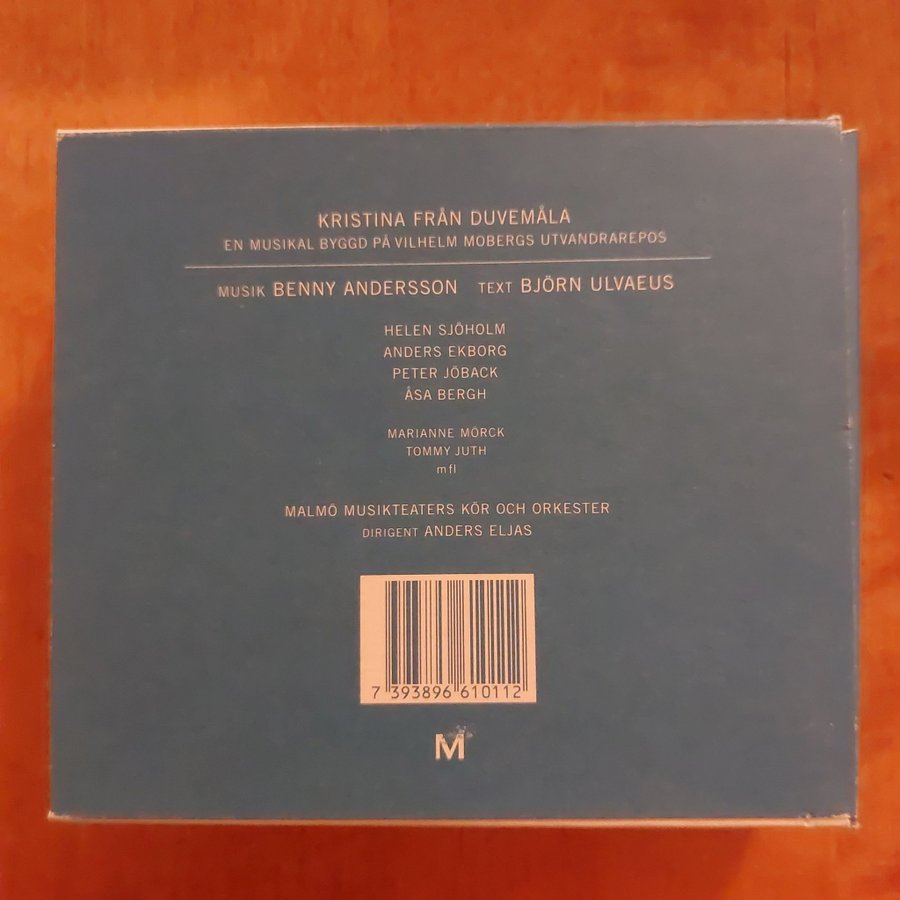 KRISTINA FRÅN DUVEMÅLA
EN MUSIKAL BYGGD PÅ VILHELM MOBERGS UTVANDRAREPOS
MUSIK BENNY ANDERSSON TEXT BJÖRN ULVAEUS
HELEN SJÖHOLM
ANDERS EKBORG
PETER JÖBACK
ÅSA BERGH
MARIANNE MÖRCK
TOMMY JUTH
mfl
MALMÖ MUSIKTEATERS KÖR OCH ORKESTER
DIRIGENT ANDERS ELJAS
7 393896 610112
M